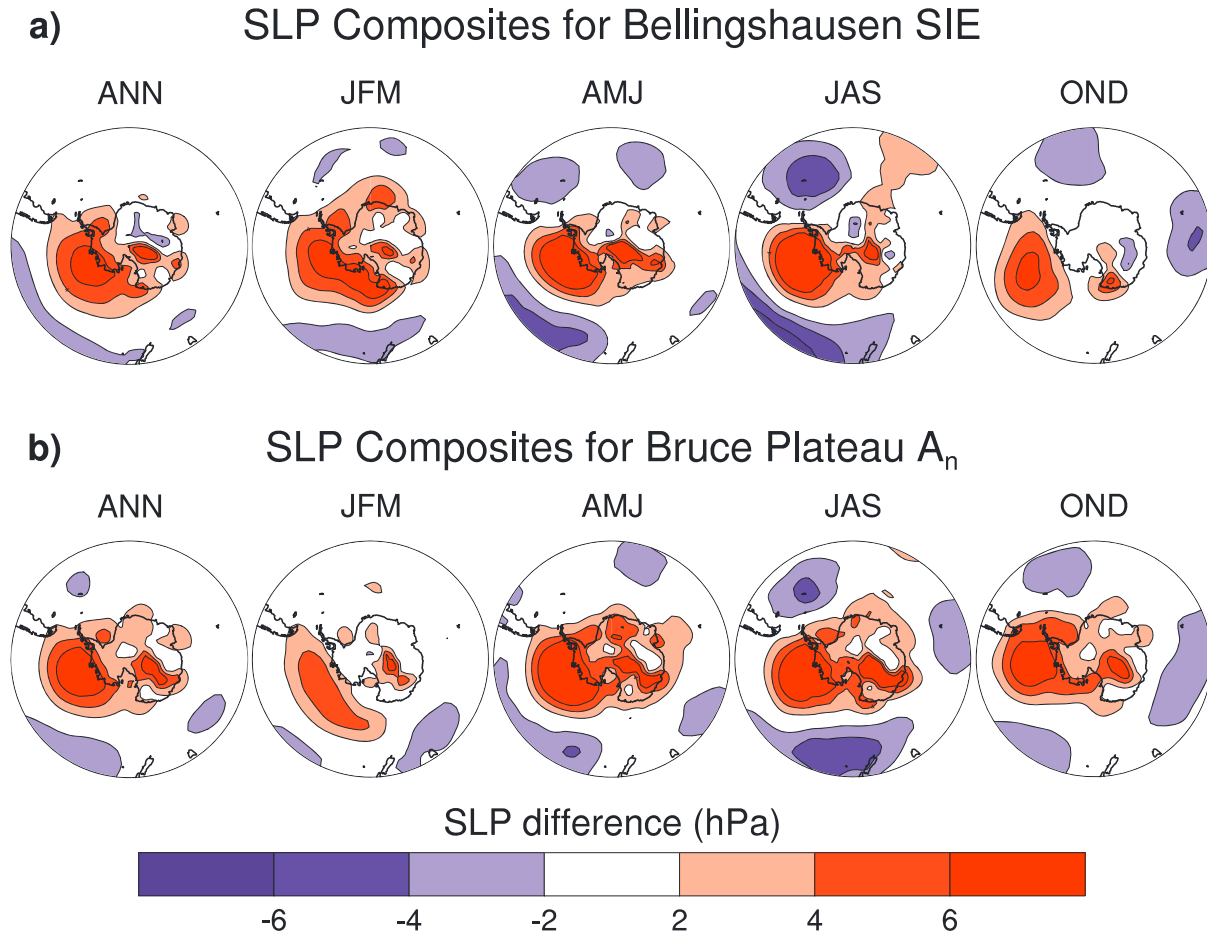 a) SLP Composites for Bellingshausen SIE
ANN JFM AMJ JAS OND
b) SLP Composites for Bruce Plateau Aₙ
ANN JFM AMJ JAS OND
SLP difference (hPa)
-6 -4 -2 2 4 6